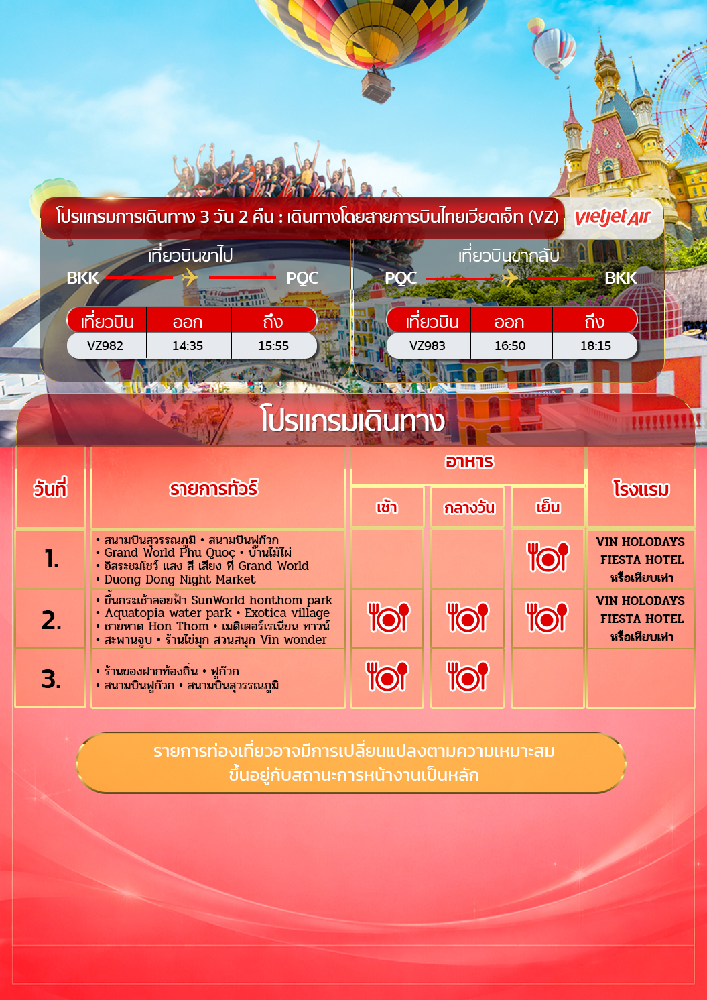 โปรแกรมการเดินทาง 3 วัน 2 คืน : เดินทางโดยสายการบินไทยเวียตเจ็ท (VZ)
vietjet Air
เที่ยวบินขาไป
BKK PQC
เที่ยวบิน ออก ถึง
VZ982 14:35 15:55
เที่ยวบินขากลับ
PQC BKK
เที่ยวบิน ออก ถึง
VZ983 16:50 18:15
LOTTERIA
โปรแกรมเดินทาง
วันที่ รายการทัวร์ อาหาร โรงแรม
เช้า กลางวัน เย็น
1.
• สนามบินสุวรรณภูมิ • สนามบินฟูก๊วก
• Grand World Phu Quoc • บ้านไม้ไผ่
• อิสระชมโชว์ แสง สี เสียง ที่ Grand World
• Duong Dong Night Market
VIN HOLODAYS
FIESTA HOTEL
หรือเทียบเท่า
2.
• ขึ้นกระเช้าลอยฟ้า SunWorld honthom park
• Aquatopia water park • Exotica village
• ชายหาด Hon Thom • เมดิเตอร์เรเนียน ทาวน์
• สะพานจูบ • ร้านไข่มุก สวนสนุก Vin wonder
VIN HOLODAYS
FIESTA HOTEL
หรือเทียบเท่า
3.
• ร้านของฝากท้องถิ่น • ฟูก๊วก
• สนามบินฟูก๊วก • สนามบินสุวรรณภูมิ
รายการท่องเที่ยวอาจมีการเปลี่ยนแปลงตามความเหมาะสม
ขึ้นอยู่กับสถานะการหน้างานเป็นหลัก